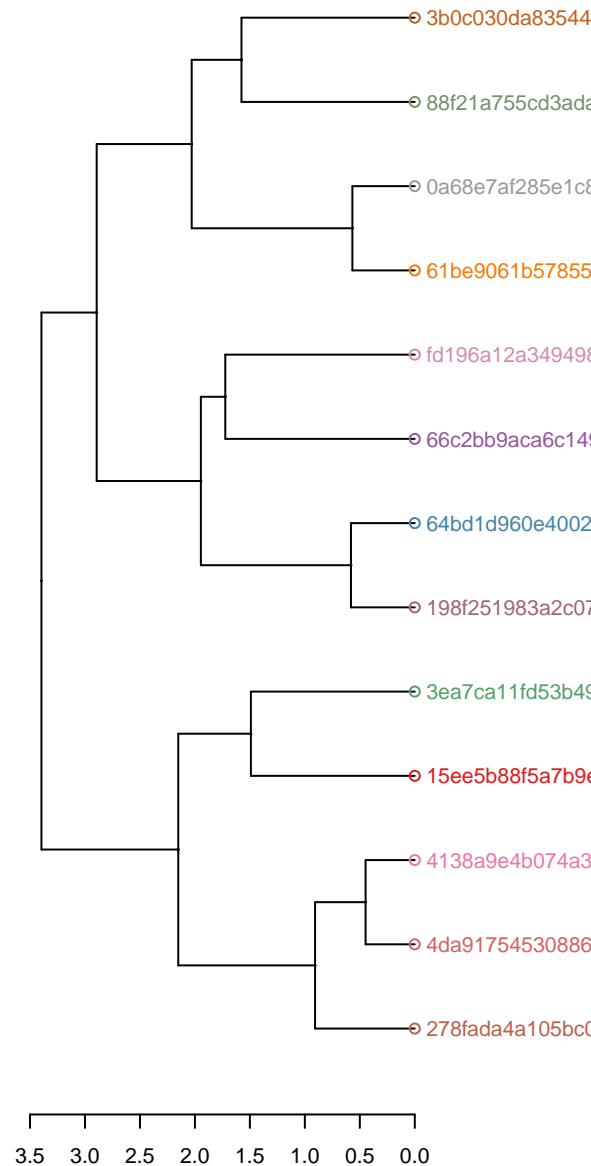 3b0c030da83544
88f21a755cd3ada
0a68e7af285e1c8
61be9061b57855
fd196a12a349498
66c2bb9aca6c149
64bd1d960e4002
198f251983a2c07
3ea7ca11fd53b49
15ee5b88f5a7b9e
4138a9e4b074a3
4da91754530886
278fada4a105bc0
3.5 3.0 2.5 2.0 1.5 1.0 0.5 0.0